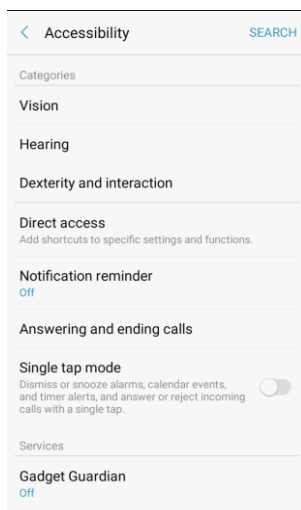 Accessibility SEARCH
Categories
Vision
Hearing
Dexterity and interaction
Direct access
Add shortcuts to specific settings and functions.
Notification reminder
Off
Answering and ending calls
Single tap mode
Dismiss or snooze alarms, calendar events,
and timer alerts, and answer or reject incoming
calls with a single tap.
Services
Gadget Guardian
Off